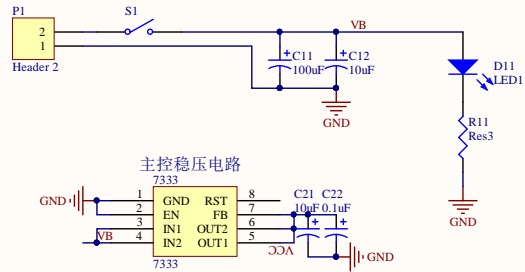 P1
S1
VB
2
1
Header 2
C11
100uF
C12
10uF
D11
LED1
GND
R11
Res3
GND
主控稳压电路
7333
GND
1 GND RST 8
2 EN FB 7
3 IN1 OUT2 6
4 IN2 OUT1 5
VB
VCC
C21
10uF
C22
0.1uF
GND
7333